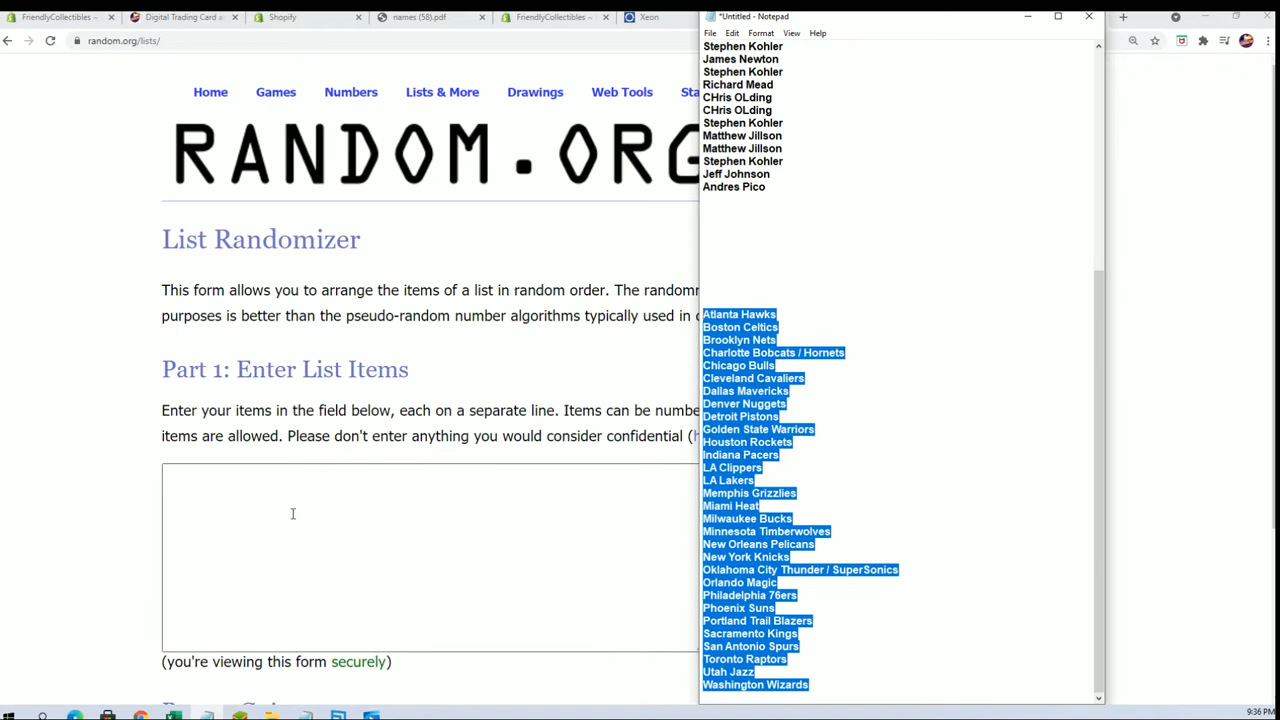 FriendlyCollectibles –
Digital Trading Card a
Shopify
names (58).pdf
FriendlyCollectibles –
Xeon
random.org/lists/
Home
Games
Numbers
Lists & More
Drawings
Web Tools
Sta
RANDOM.ORG
List Randomizer
This form allows you to arrange the items of a list in random order. The randomn
purposes is better than the pseudo-random number algorithms typically used in c
Part 1: Enter List Items
Enter your items in the field below, each on a separate line. Items can be numbe
items are allowed. Please don't enter anything you would consider confidential (h
(you're viewing this form securely)
*Untitled - Notepad
File
Edit
Format
View
Help
Stephen Kohler
James Newton
Stephen Kohler
Richard Mead
CHris OLding
CHris OLding
Stephen Kohler
Matthew Jillson
Matthew Jillson
Stephen Kohler
Jeff Johnson
Andres Pico
Atlanta Hawks
Boston Celtics
Brooklyn Nets
Charlotte Bobcats / Hornets
Chicago Bulls
Cleveland Cavaliers
Dallas Mavericks
Denver Nuggets
Detroit Pistons
Golden State Warriors
Houston Rockets
Indiana Pacers
LA Clippers
LA Lakers
Memphis Grizzlies
Miami Heat
Milwaukee Bucks
Minnesota Timberwolves
New Orleans Pelicans
New York Knicks
Oklahoma City Thunder / SuperSonics
Orlando Magic
Philadelphia 76ers
Phoenix Suns
Portland Trail Blazers
Sacramento Kings
San Antonio Spurs
Toronto Raptors
Utah Jazz
Washington Wizards
9:36 PM